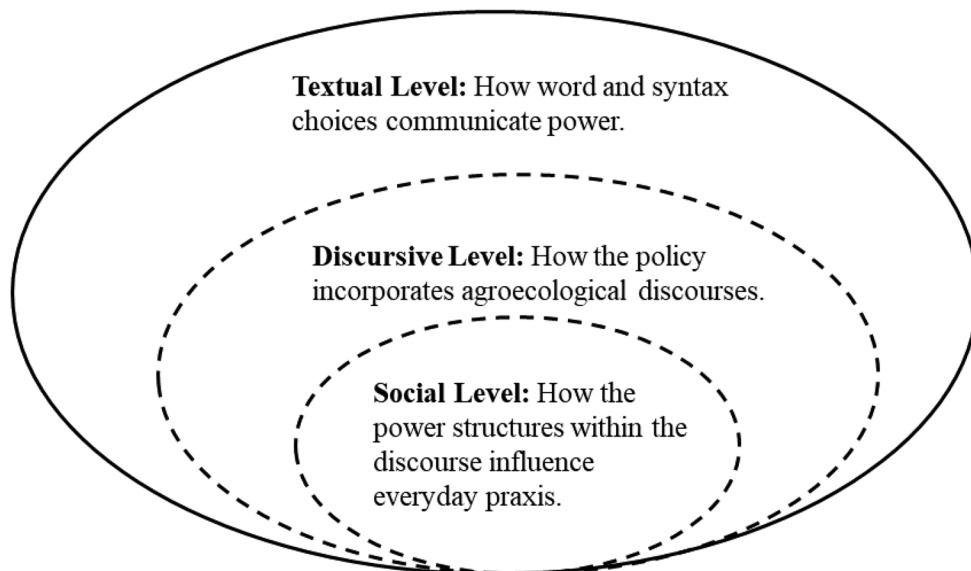 Textual Level: How word and syntax
choices communicate power.
Discursive Level: How the policy
incorporates agroecological discourses.
Social Level: How the
power structures within the
discourse influence
everyday praxis.